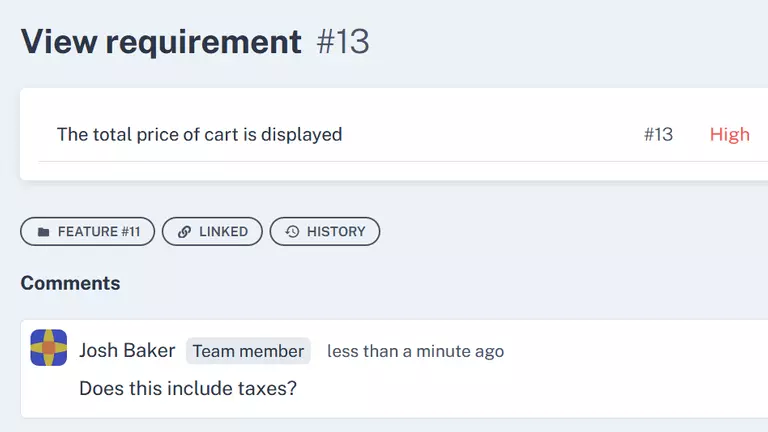 View requirement #13
The total price of cart is displayed #13 High
FEATURE #11 LINKED HISTORY
Comments
Josh Baker Team member less than a minute ago
Does this include taxes?